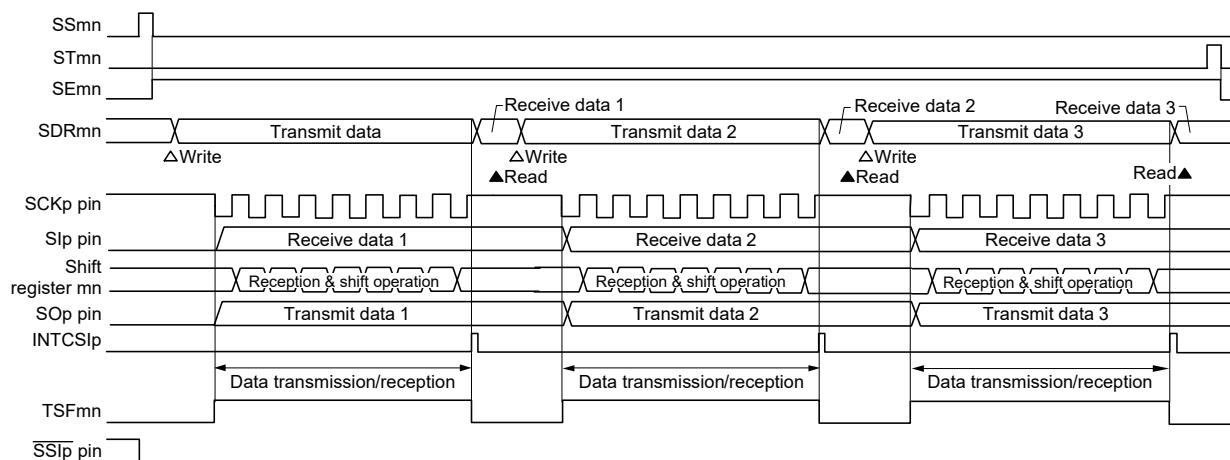 SSmn
STmn
SEmn
Receive data 1
Receive data 2
Receive data 3
SDRmn
Transmit data
Transmit data 2
Transmit data 3
△Write
△Write
△Write
▲Read
▲Read
Read▲
SCKp pin
SIp pin
Receive data 1
Receive data 2
Receive data 3
Shift
register mn
Reception & shift operation
Reception & shift operation
Reception & shift operation
SOp pin
Transmit data 1
Transmit data 2
Transmit data 3
INTCSIp
Data transmission/reception
Data transmission/reception
Data transmission/reception
TSFmn
SSIp pin